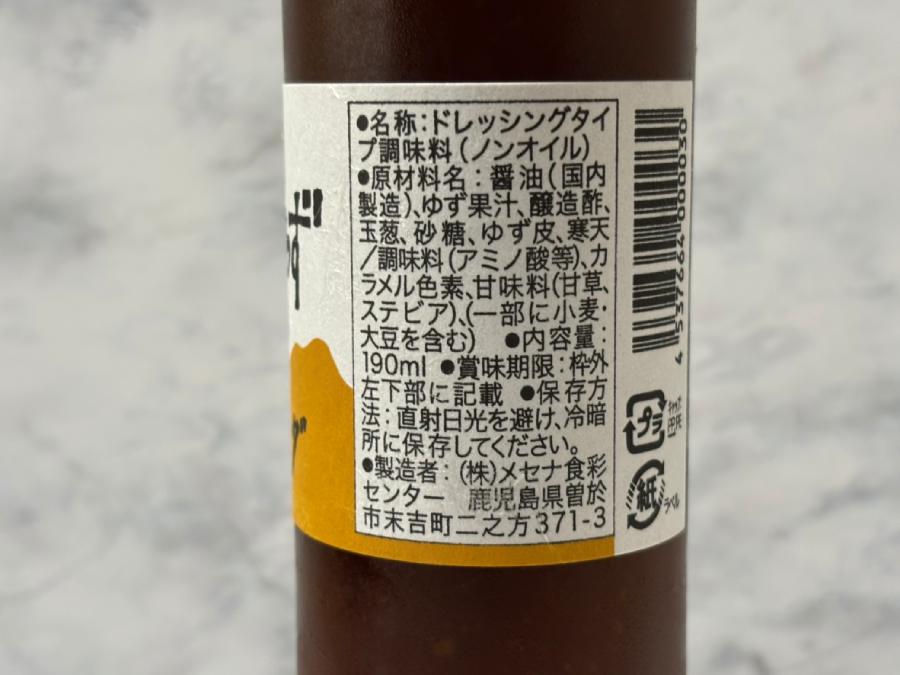 ●名称：ドレッシングタイ
プ調味料（ノンオイル）
●原材料名：醤油（国内
製造）、ゆず果汁、醸造酢、
玉葱、砂糖、ゆず皮、寒天
／調味料（アミノ酸等）、カ
ラメル色素、甘味料（甘草、
ステビア）、（一部に小麦・
大豆を含む） ●内容量：
190ml ●賞味期限：枠外
左下部に記載 ●保存方
法：直射日光を避け、冷暗
所に保存してください。
●製造者：（株）メセナ食彩
センター 鹿児島県曽於
市末吉町二之方371-3
4 537664 000030
プラ
紙
ラベル